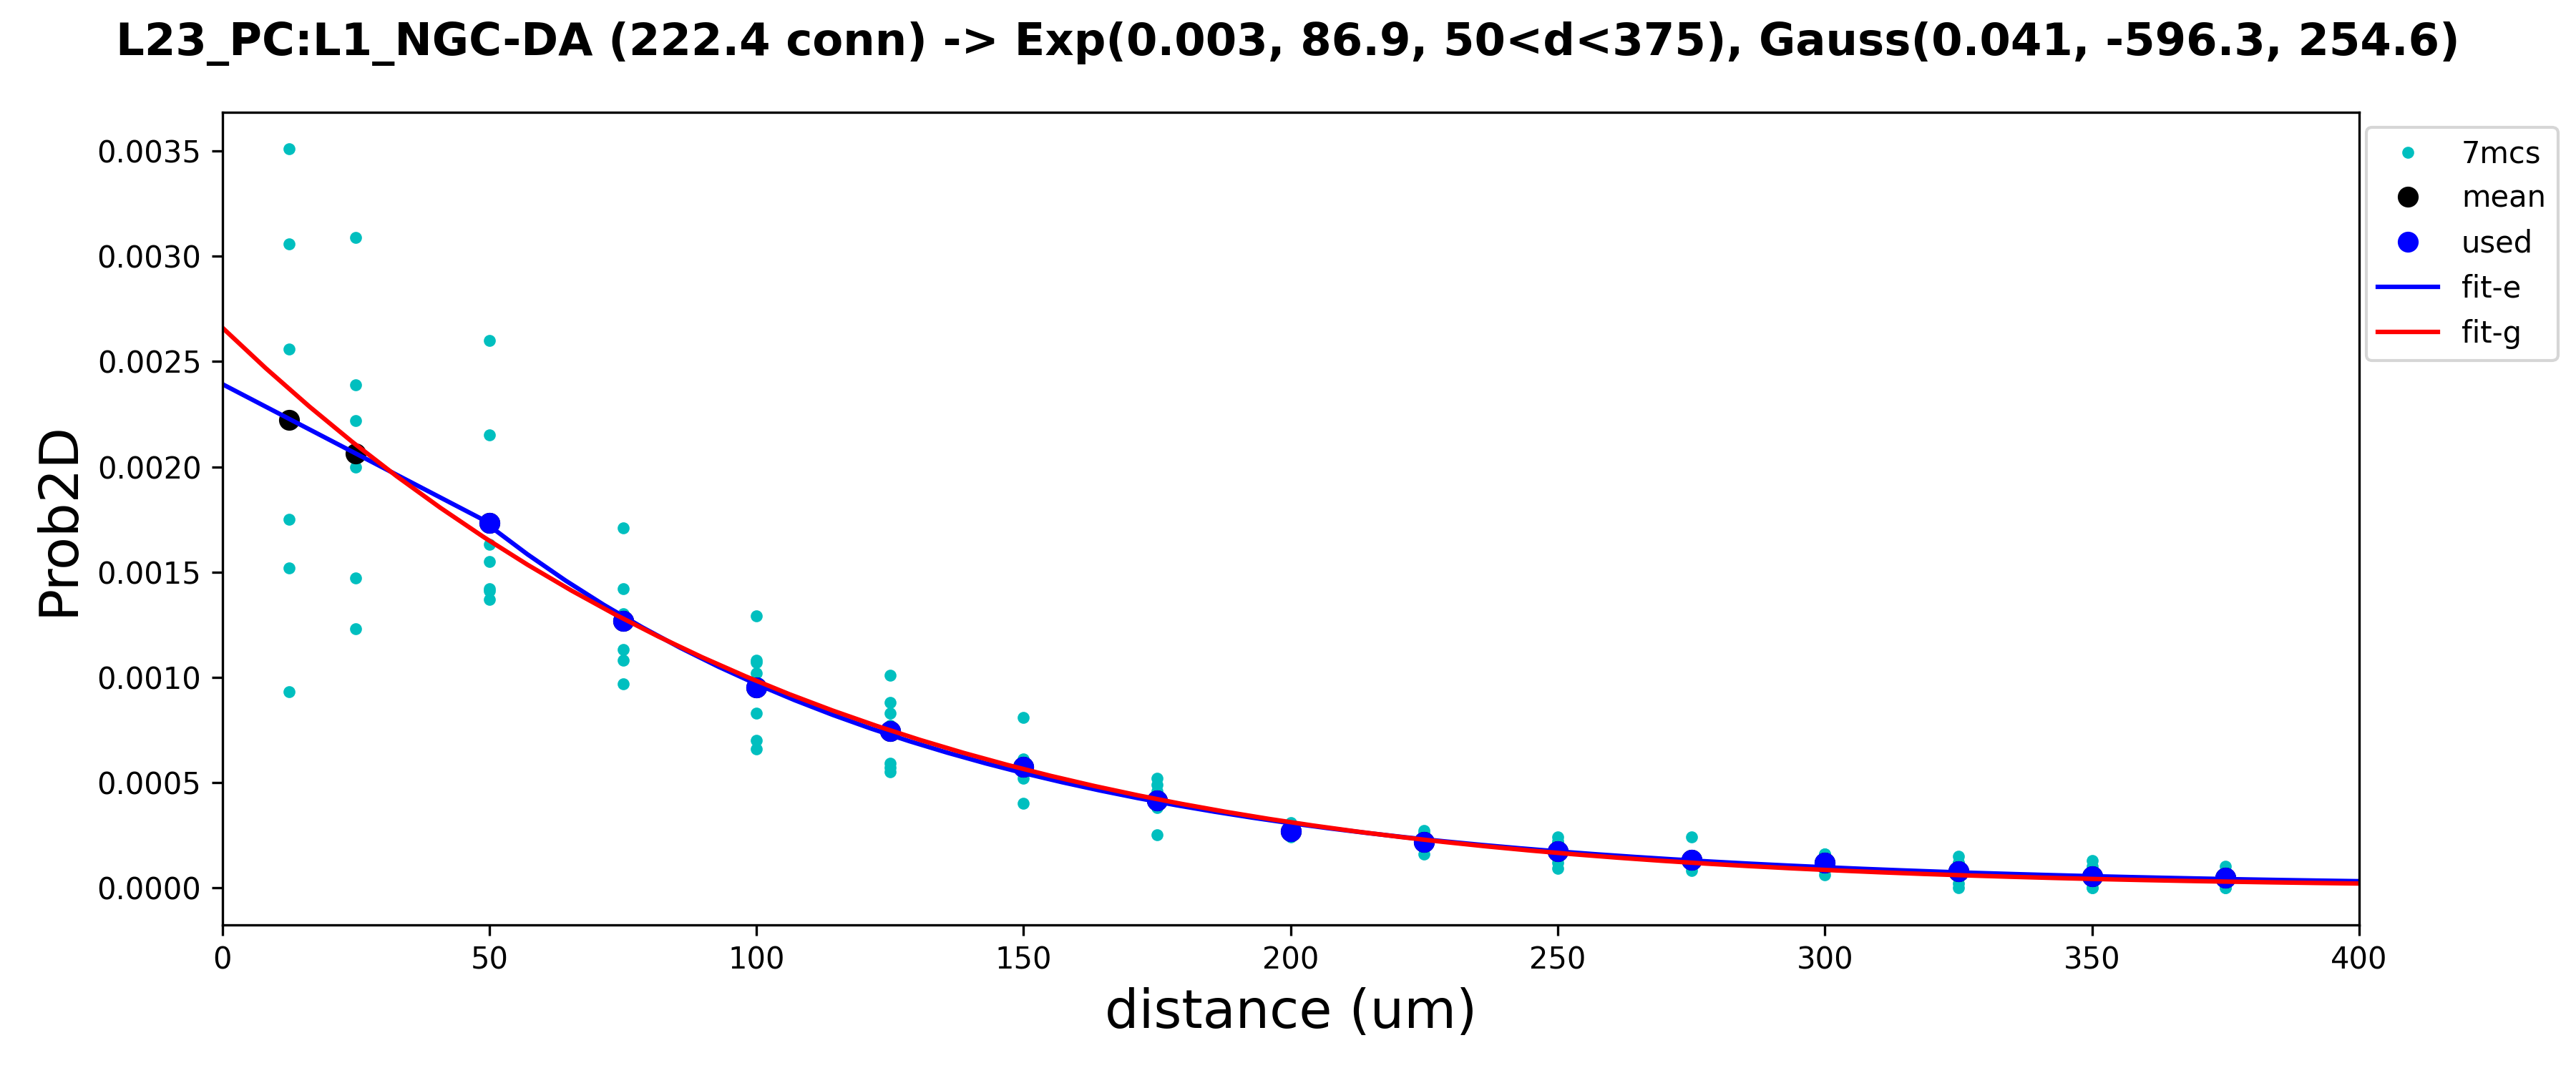 L23_PC:L1_NGC-DA (222.4 conn) -> Exp(0.003, 86.9, 50<d<375), Gauss(0.041, -596.3, 254.6)
7mcs
mean
used
fit-e
fit-g
Prob2D
0.0035
0.0030
0.0025
0.0020
0.0015
0.0010
0.0005
0.0000
0 50 100 150 200 250 300 350 400
distance (um)